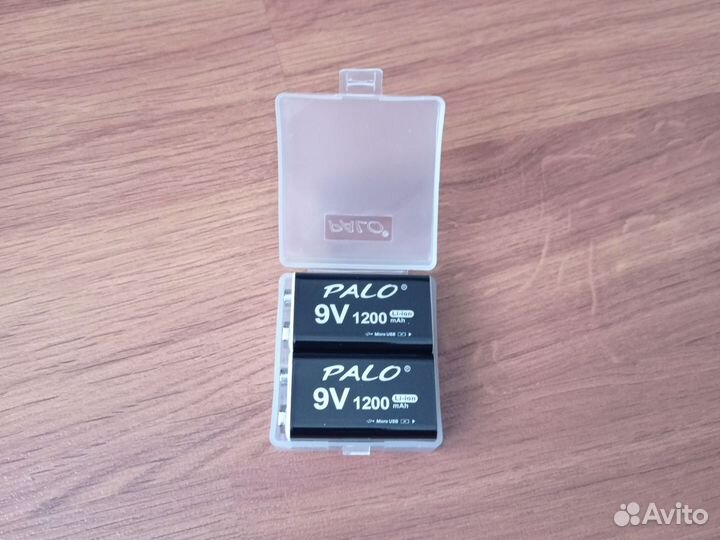 PALO®
PALO®
9V 1200 mAh Li-ion
Micro USB
PALO®
9V 1200 mAh Li-ion
Micro USB
Avito